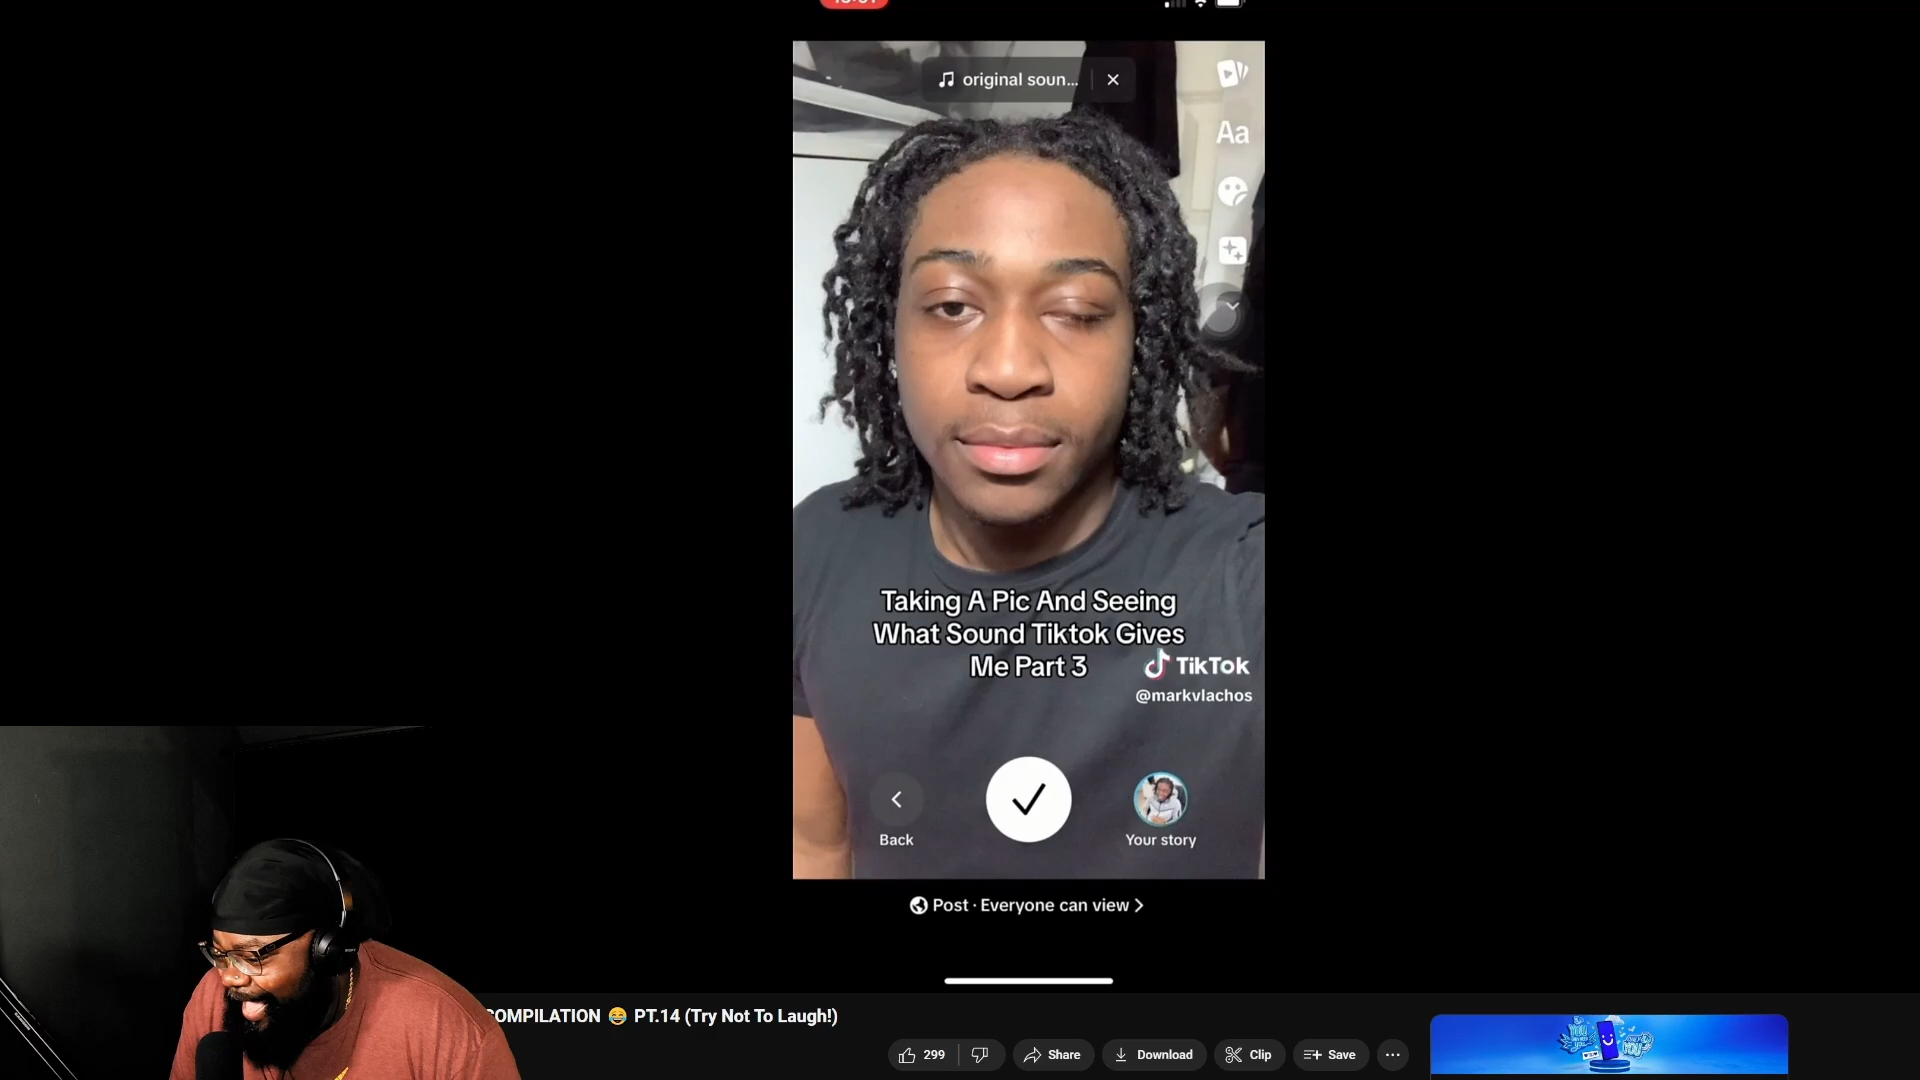 original soun...
Aa
Taking A Pic And Seeing
What Sound Tiktok Gives
Me Part 3
TikTok
@markvlachos
Back
Your story
Post · Everyone can view
COMPILATION 😂 PT.14 (Try Not To Laugh!)
299
Share
Download
Clip
Save